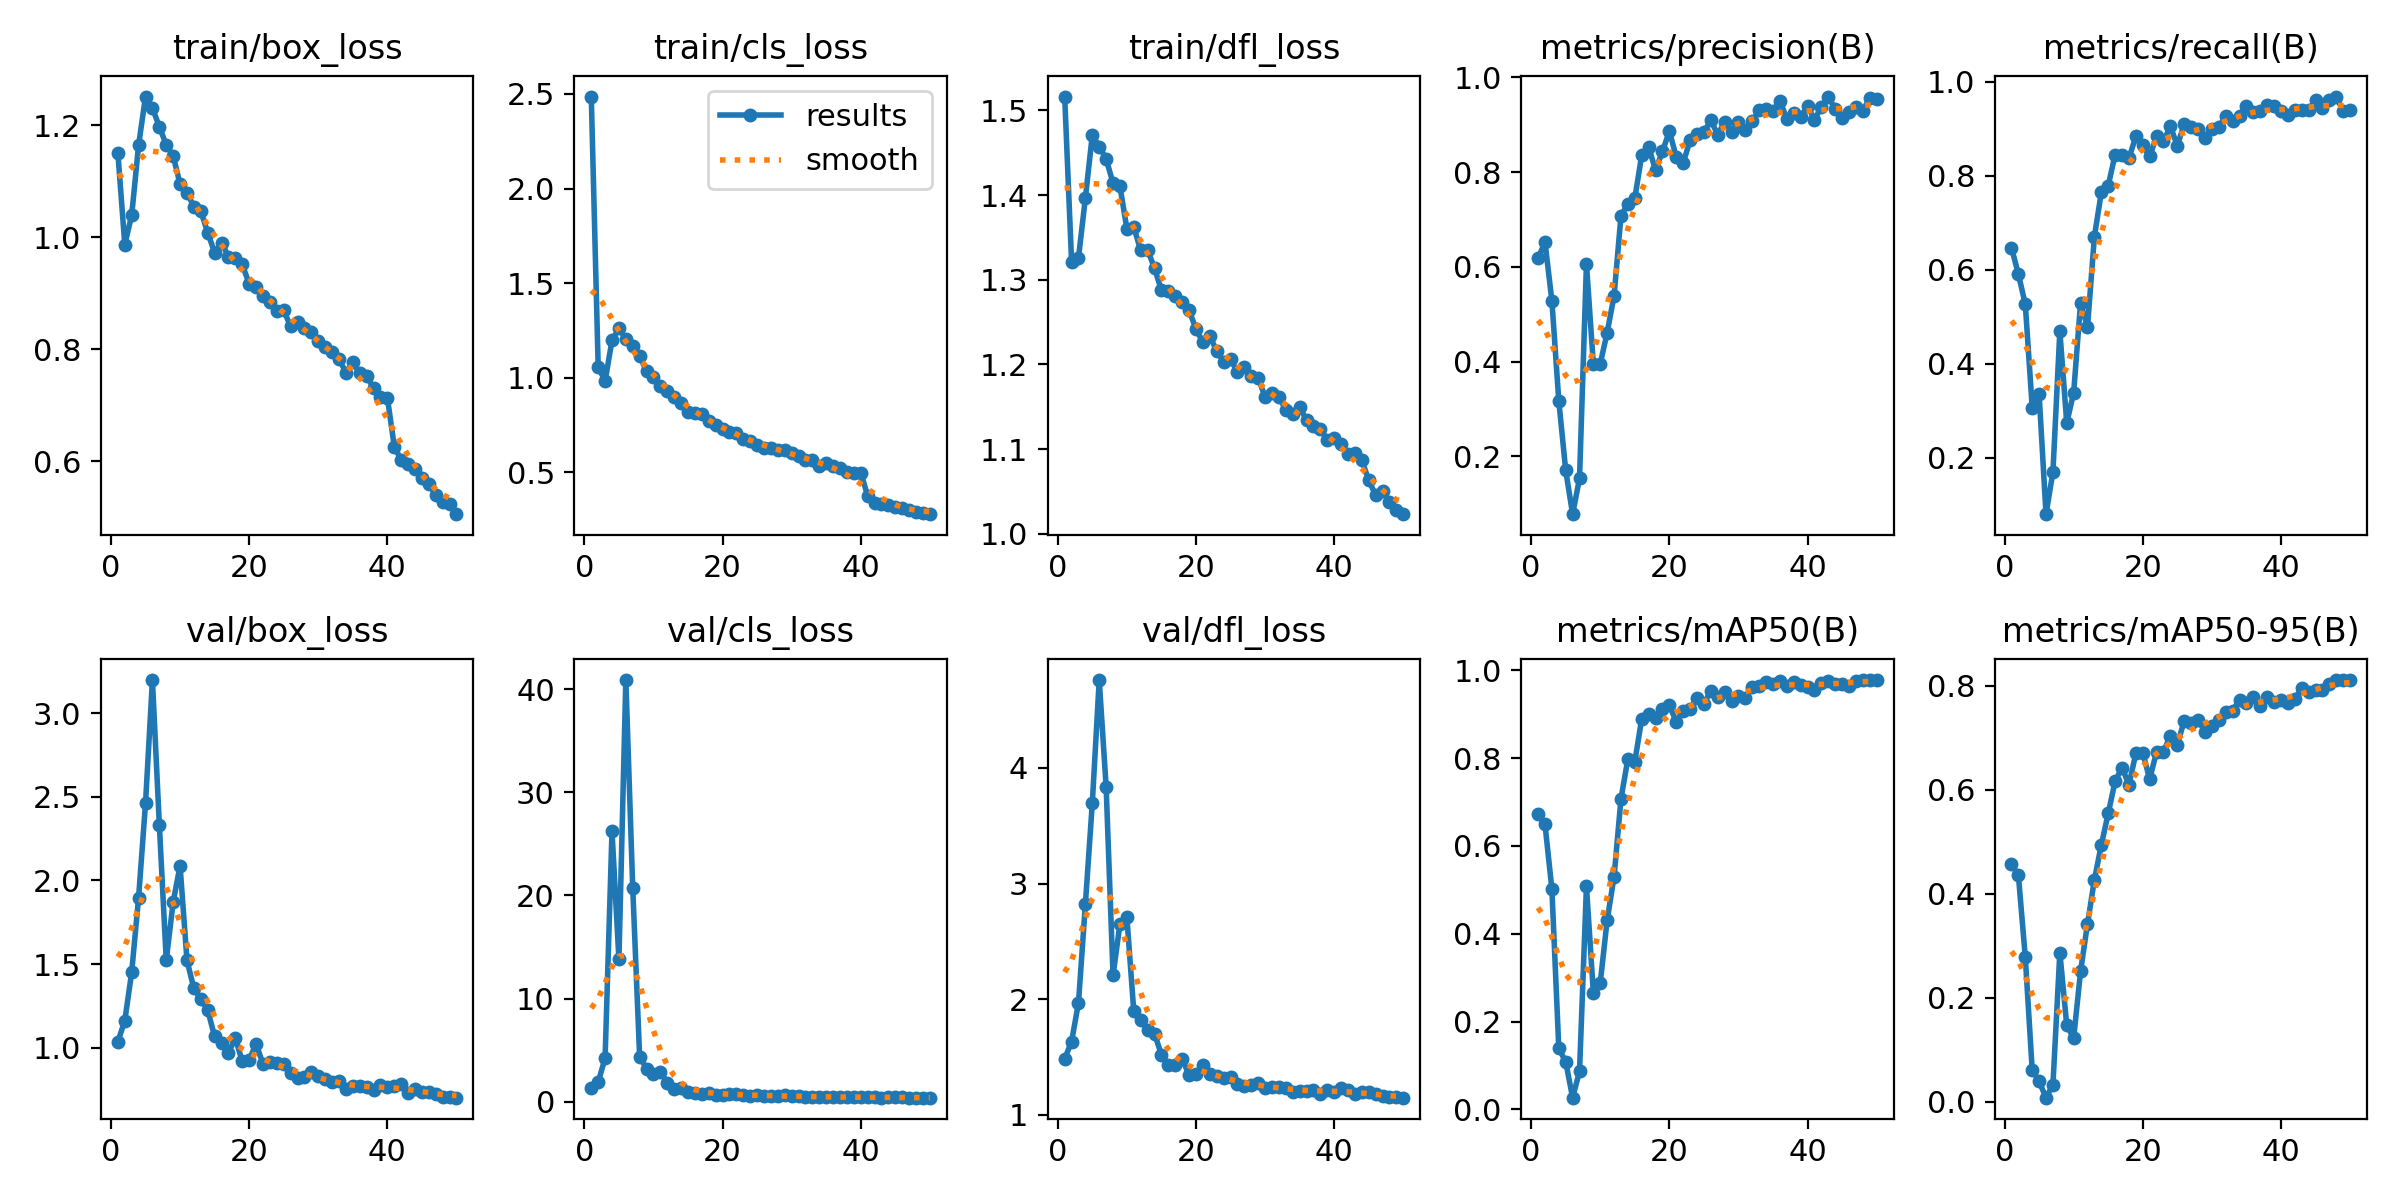 train/box_loss
1.2
1.0
0.8
0.6
0 20 40
train/cls_loss
results
smooth
2.5
2.0
1.5
1.0
0.5
0 20 40
train/dfl_loss
1.5
1.4
1.3
1.2
1.1
1.0
0 20 40
metrics/precision(B)
1.0
0.8
0.6
0.4
0.2
0 20 40
metrics/recall(B)
1.0
0.8
0.6
0.4
0.2
0 20 40
val/box_loss
3.0
2.5
2.0
1.5
1.0
0 20 40
val/cls_loss
40
30
20
10
0
0 20 40
val/dfl_loss
4
3
2
1
0 20 40
metrics/mAP50(B)
1.0
0.8
0.6
0.4
0.2
0.0
0 20 40
metrics/mAP50-95(B)
0.8
0.6
0.4
0.2
0.0
0 20 40